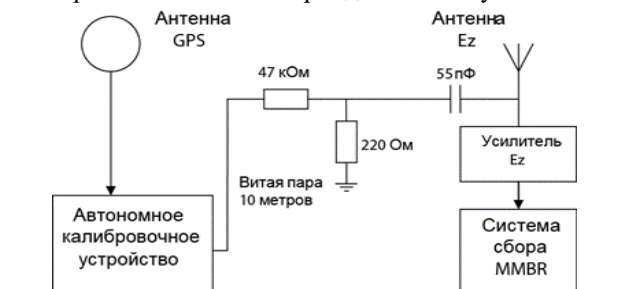 Антенна
GPS
Антенна
Ez
47 кОм
55пФ
220 Ом
Усилитель
Ez
Витая пара
10 метров
Автономное
калибровочное
устройство
Система
сбора
MMBR